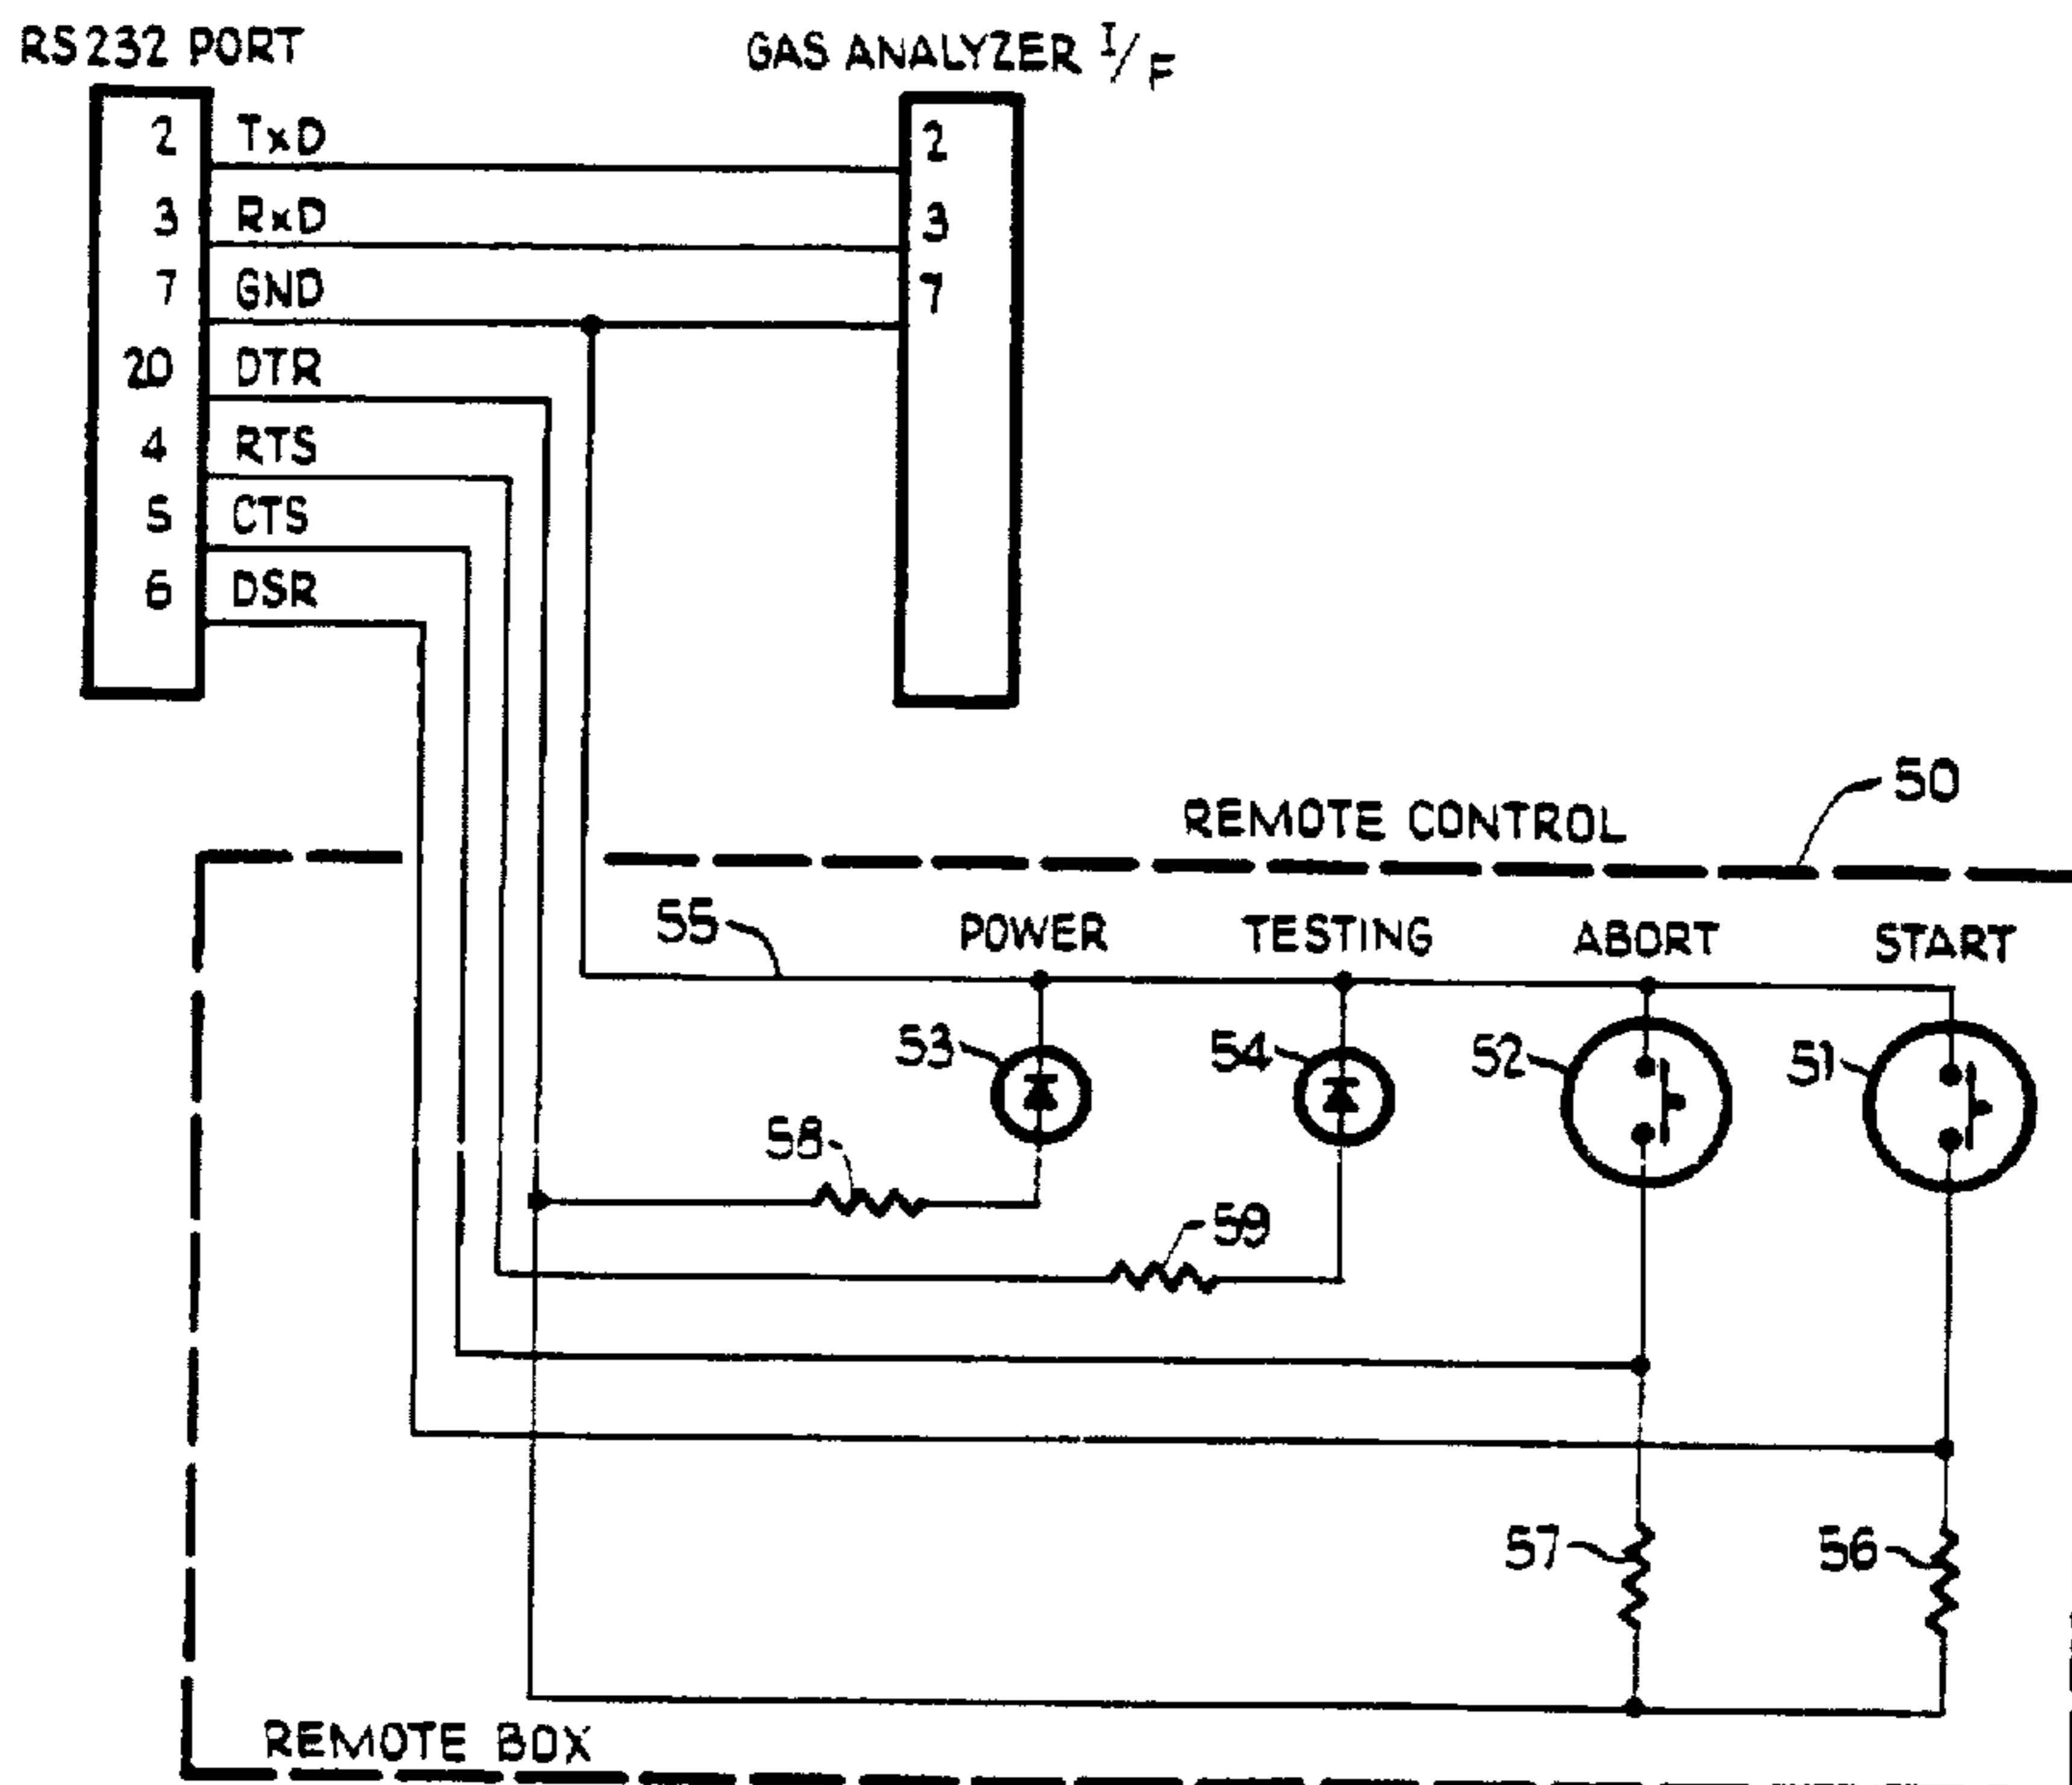 RS232 PORT
GAS ANALYZER I/F
2 TxD 2
3 RxD 3
7 GND 7
20 DTR
4 RTS
5 CTS
6 DSR
50
REMOTE CONTROL
55
POWER
TESTING
ABORT
START
53
54
52
51
58
59
57
56
REMOTE BOX